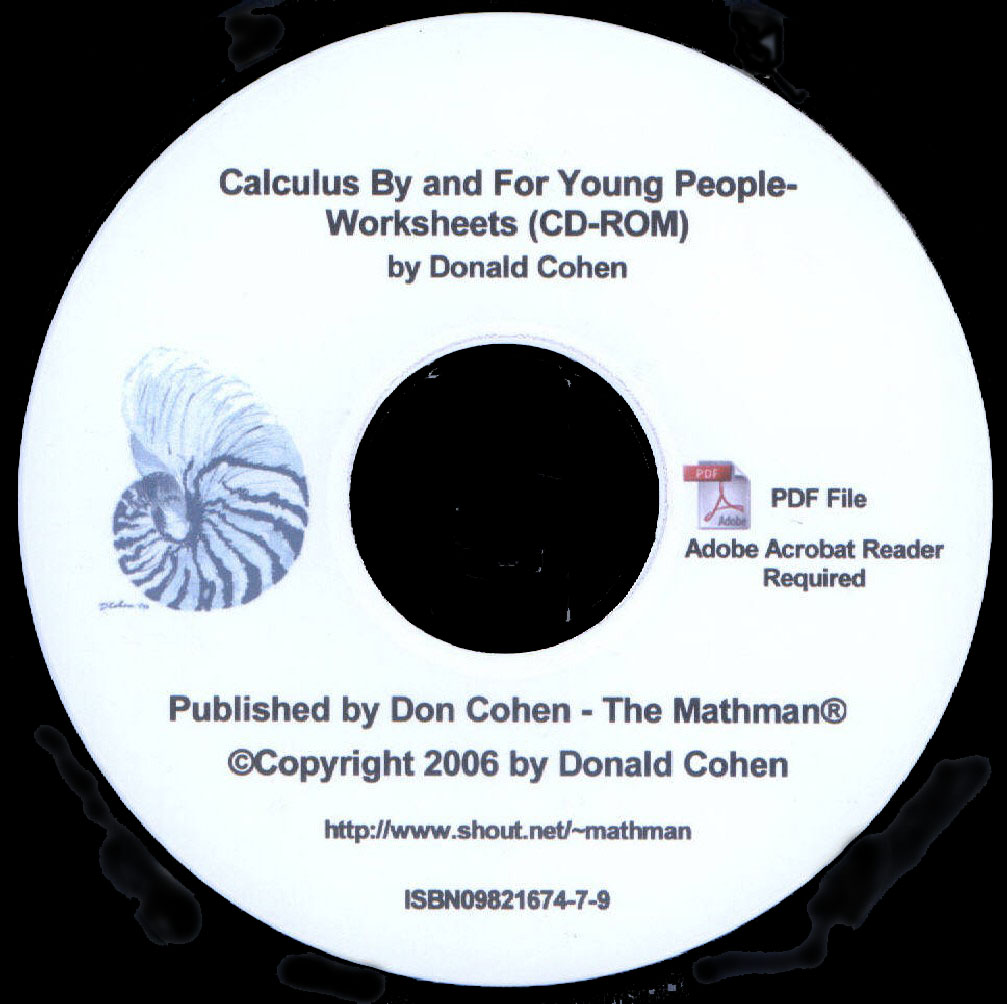 Calculus By and For Young People-
Worksheets (CD-ROM)
by Donald Cohen
PDF
Adobe
PDF File
Adobe Acrobat Reader
Required
Published by Don Cohen - The Mathman®
©Copyright 2006 by Donald Cohen
http://www.shout.net/~mathman
ISBN09821674-7-9